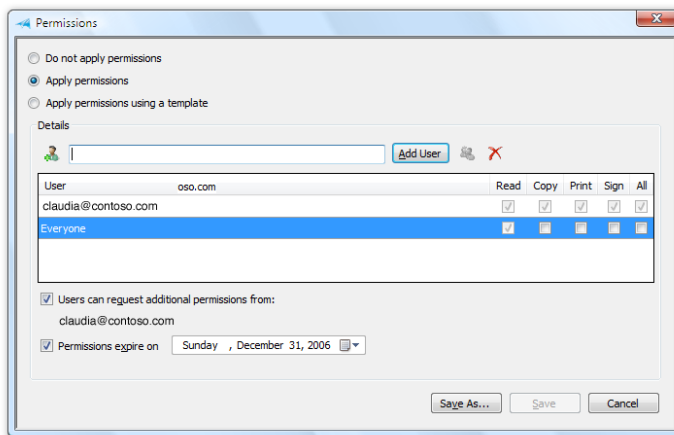 Permissions
Do not apply permissions
Apply permissions
Apply permissions using a template
Details
Add User
User oso.com Read Copy Print Sign All
claudia@contoso.com
Everyone
Users can request additional permissions from:
claudia@contoso.com
Permissions expire on Sunday , December 31, 2006
Save As... Save Cancel